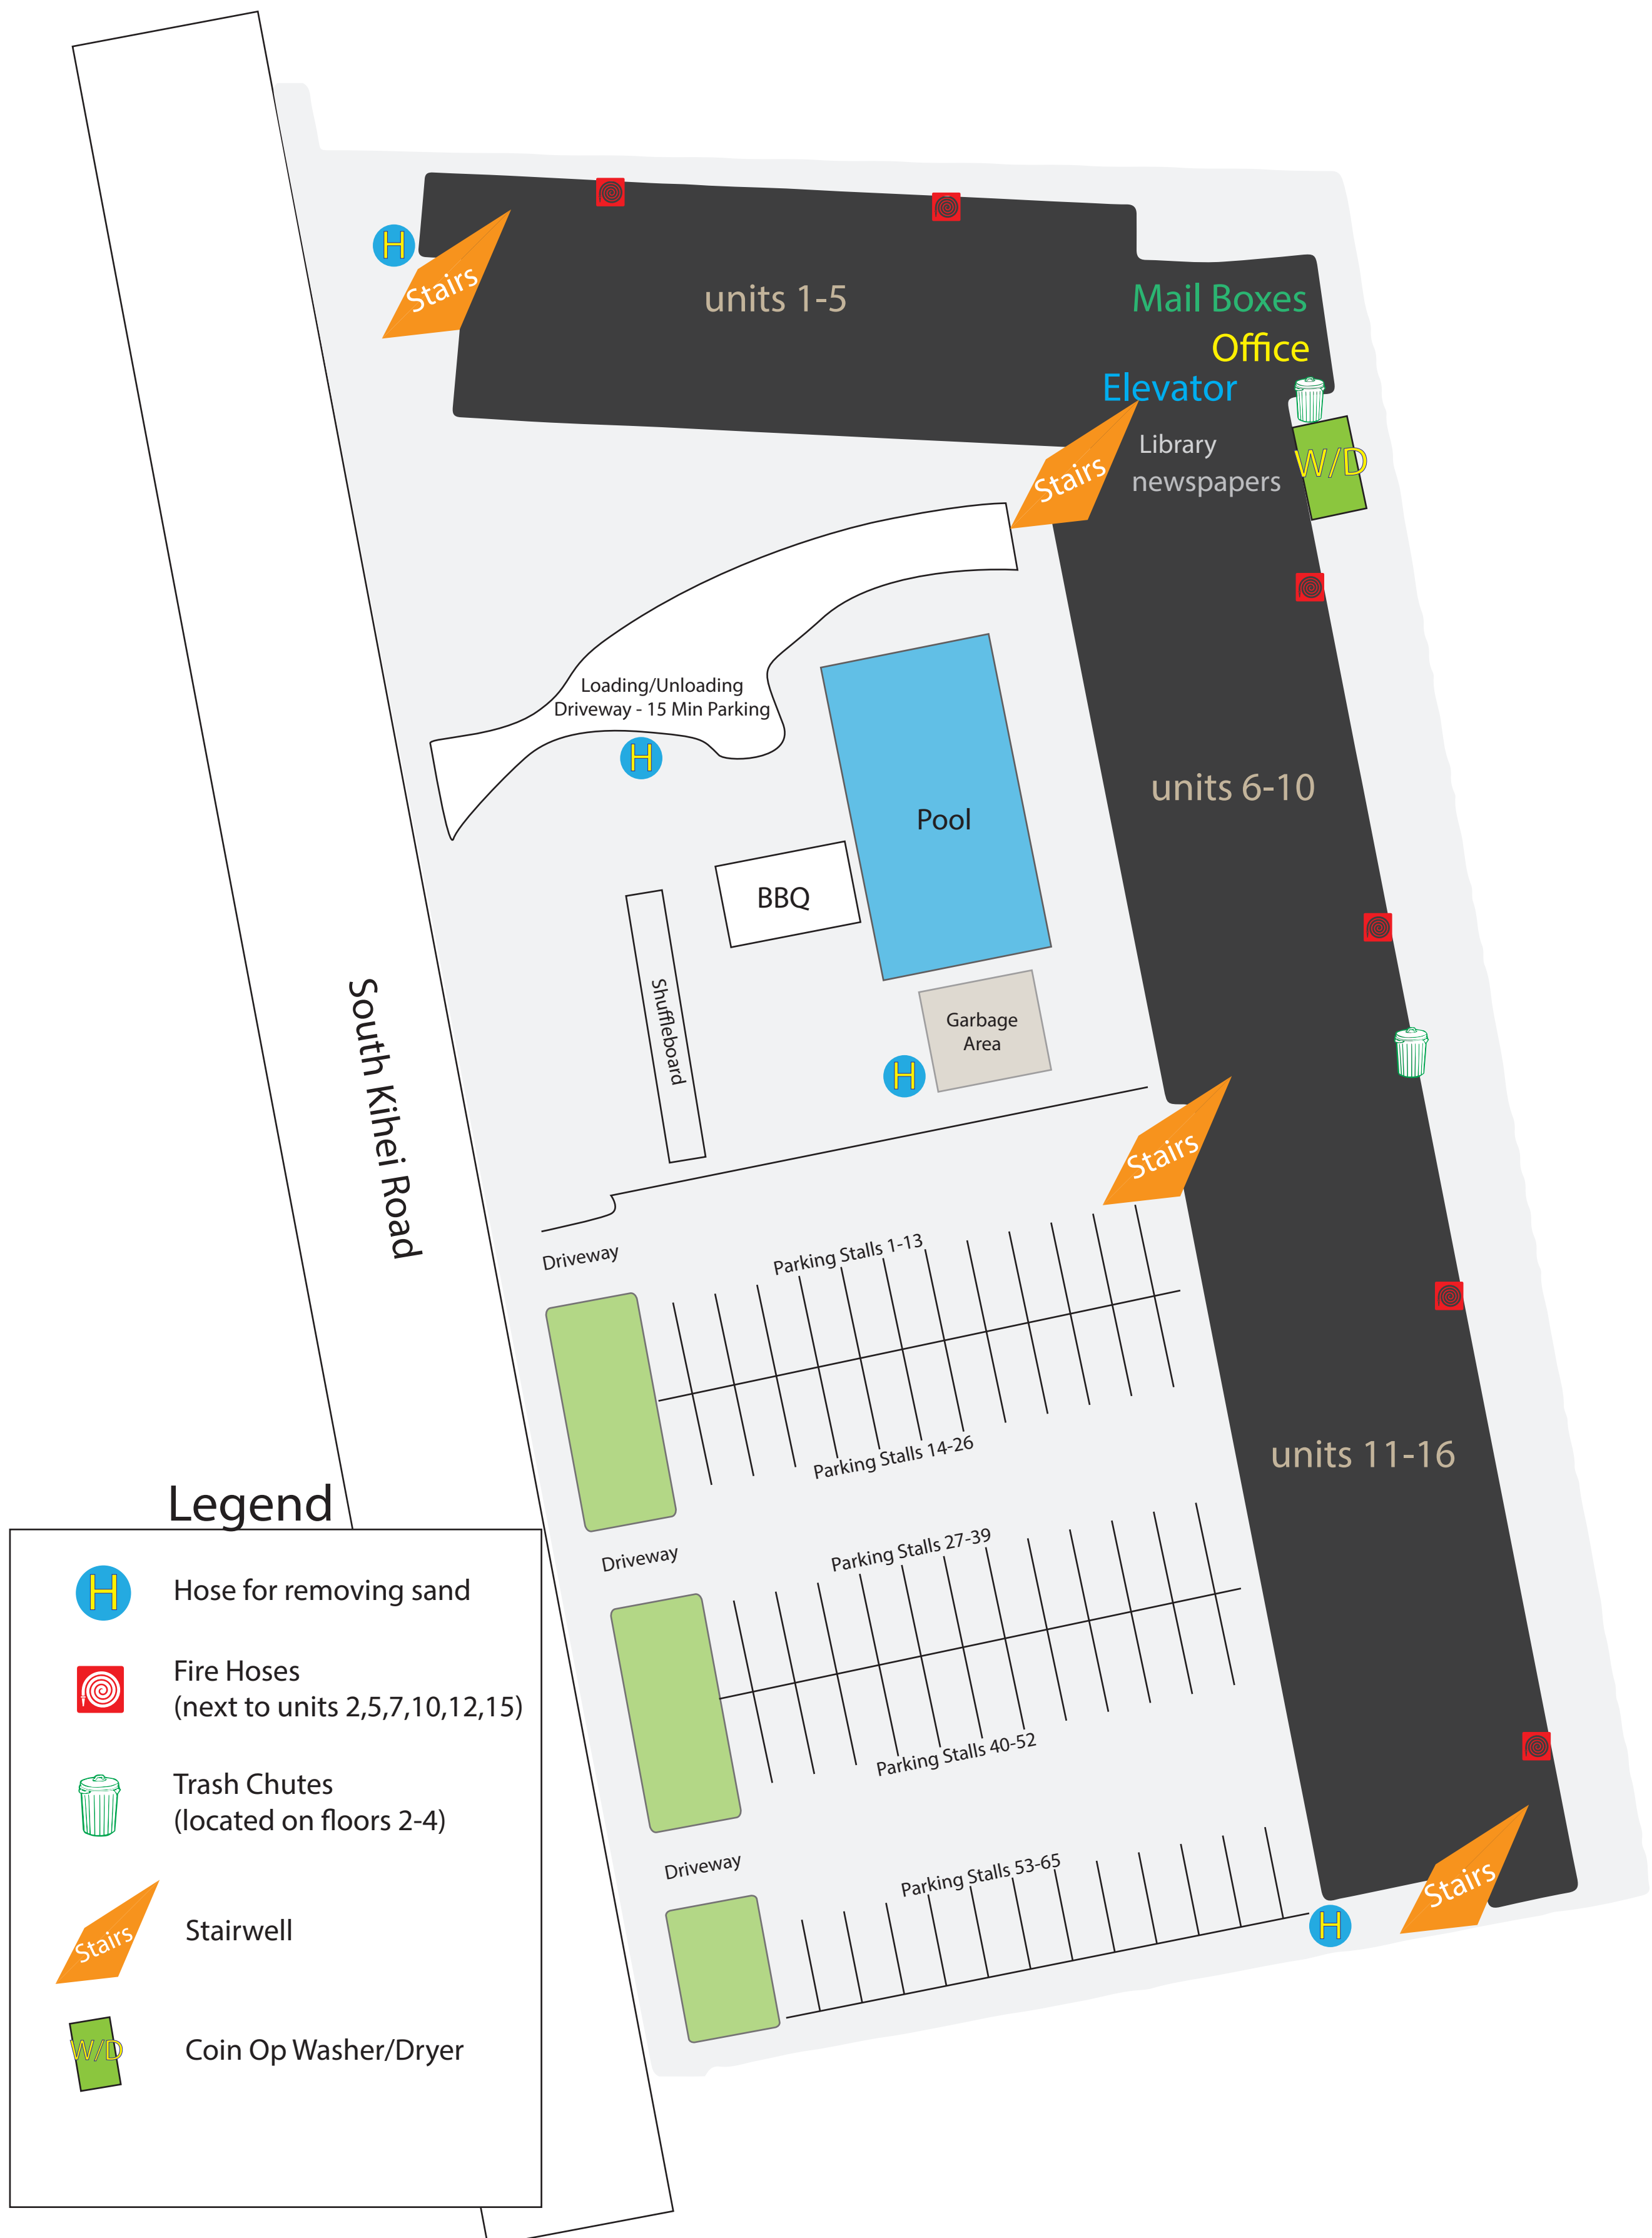 H
Stairs
units 1-5
Mail Boxes
Office
Elevator
Stairs
Library
newspapers
W/D
Loading/Unloading
Driveway - 15 Min Parking
H
units 6-10
Pool
BBQ
Shuffleboard
Garbage
Area
H
South Kihei Road
Stairs
Driveway
Parking Stalls 1-13
Parking Stalls 14-26
units 11-16
Driveway
Parking Stalls 27-39
Parking Stalls 40-52
Driveway
Parking Stalls 53-65
Stairs
H
Legend
H
Hose for removing sand
Fire Hoses
(next to units 2,5,7,10,12,15)
Trash Chutes
(located on floors 2-4)
Stairs
Stairwell
W/D
Coin Op Washer/Dryer